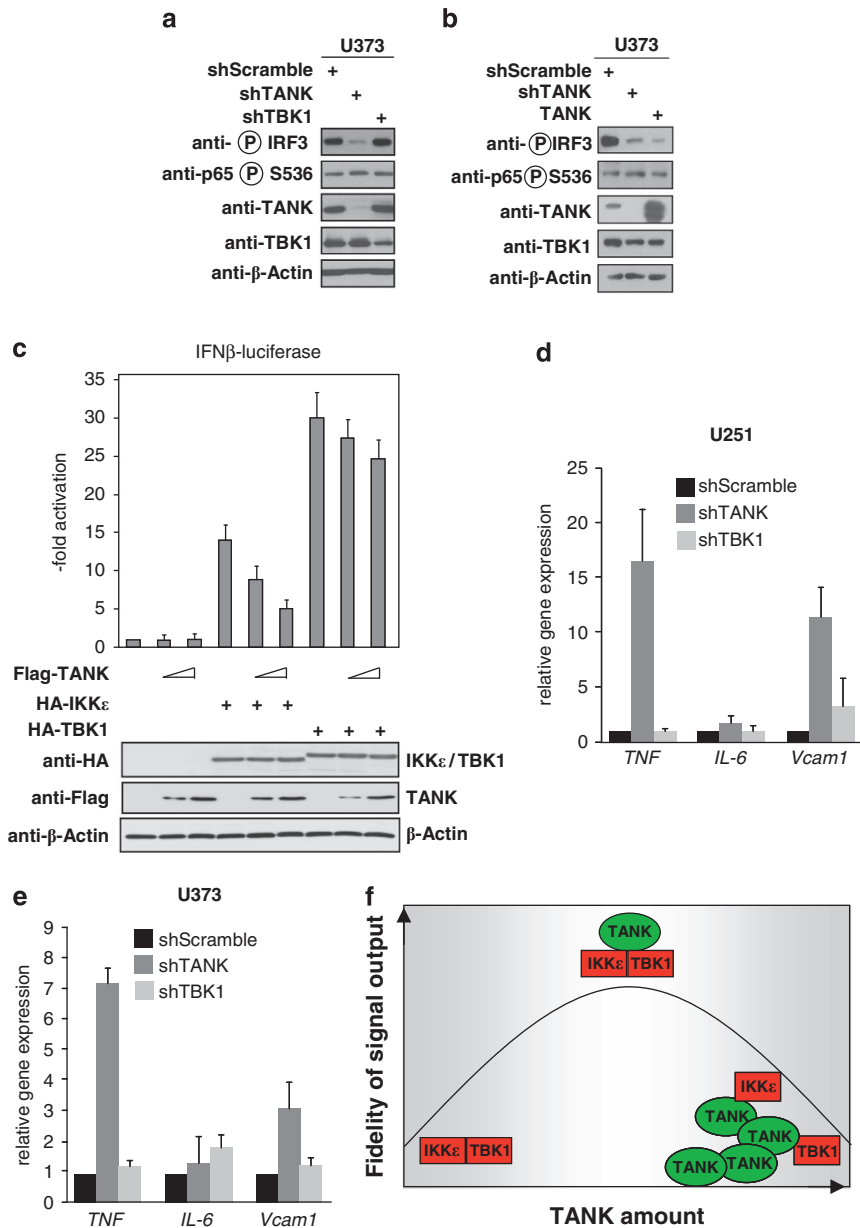 a
U373
shScramble +
shTANK +
shTBK1 +
anti- P IRF3
anti-p65 P S536
anti-TANK
anti-TBK1
anti-β-Actin
b
U373
shScramble +
shTANK +
TANK +
anti- P IRF3
anti-p65 P S536
anti-TANK
anti-TBK1
anti-β-Actin
c
IFNβ-luciferase
-fold activation
35
30
25
20
15
10
5
0
Flag-TANK
HA-IKKε + + +
HA-TBK1 + + +
anti-HA IKKε/TBK1
anti-Flag TANK
anti-β-Actin β-Actin
d
U251
relative gene expression
25
20
15
10
5
0
shScramble
shTANK
shTBK1
TNF IL-6 Vcam1
e
U373
relative gene expression
9
8
7
6
5
4
3
2
1
0
shScramble
shTANK
shTBK1
TNF IL-6 Vcam1
f
Fidelity of signal output
TANK
IKKε TBK1
IKKε TBK1
IKKε
TANK
TANK
TBK1
TANK
TANK
TANK amount